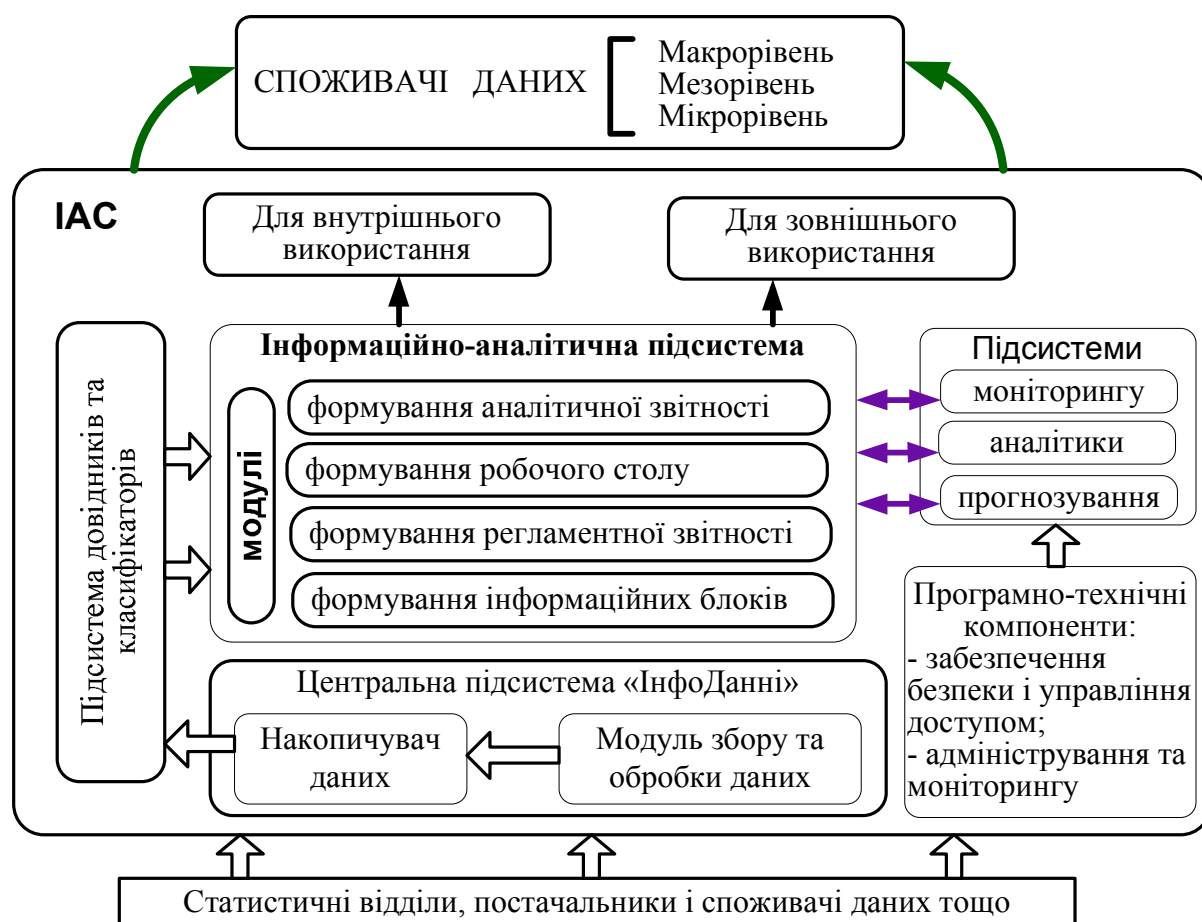 СПОЖИВАЧІ ДАНИХ
Макрорівень
Мезорівень
Мікрорівень
ІАС
Для внутрішнього
використання
Для зовнішнього
використання
Підсистема довідників та
класифікаторів
Інформаційно-аналітична підсистема
модулі
формування аналітичної звітності
формування робочого столу
формування регламентної звітності
формування інформаційних блоків
Підсистеми
моніторингу
аналітики
прогнозування
Програмно-технічні
компоненти:
- забезпечення
безпеки і управління
доступом;
- адміністрування та
моніторингу
Центральна підсистема «ІнфоДанні»
Накопичувач
даних
Модуль збору та
обробки даних
Статистичні відділи, постачальники і споживачі даних тощо